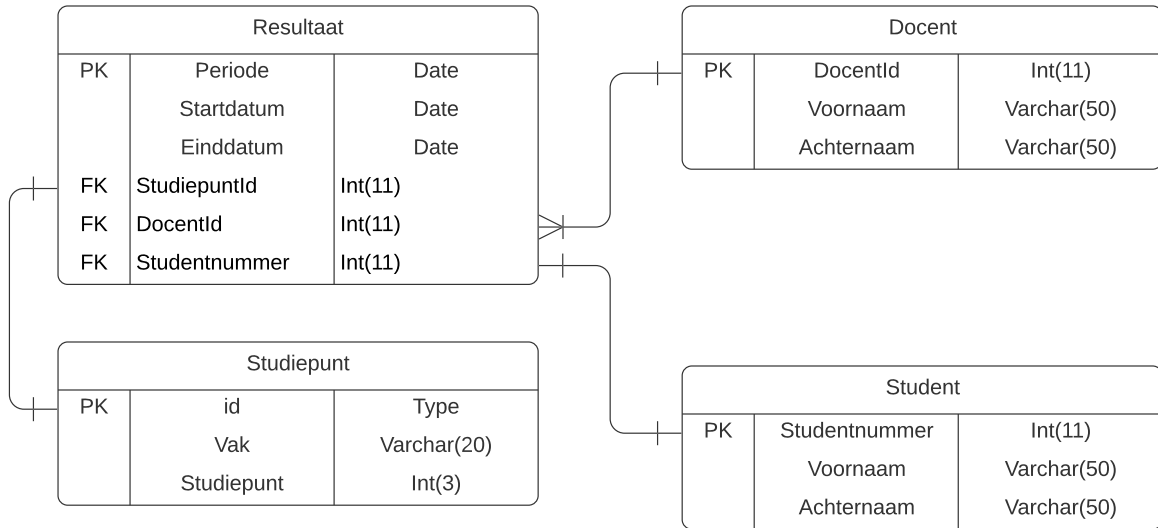 Resultaat
PK Periode Date
Startdatum Date
Einddatum Date
FK StudiepuntId Int(11)
FK DocentId Int(11)
FK Studentnummer Int(11)
Docent
PK DocentId Int(11)
Voornaam Varchar(50)
Achternaam Varchar(50)
Studiepunt
PK id Type
Vak Varchar(20)
Studiepunt Int(3)
Student
PK Studentnummer Int(11)
Voornaam Varchar(50)
Achternaam Varchar(50)